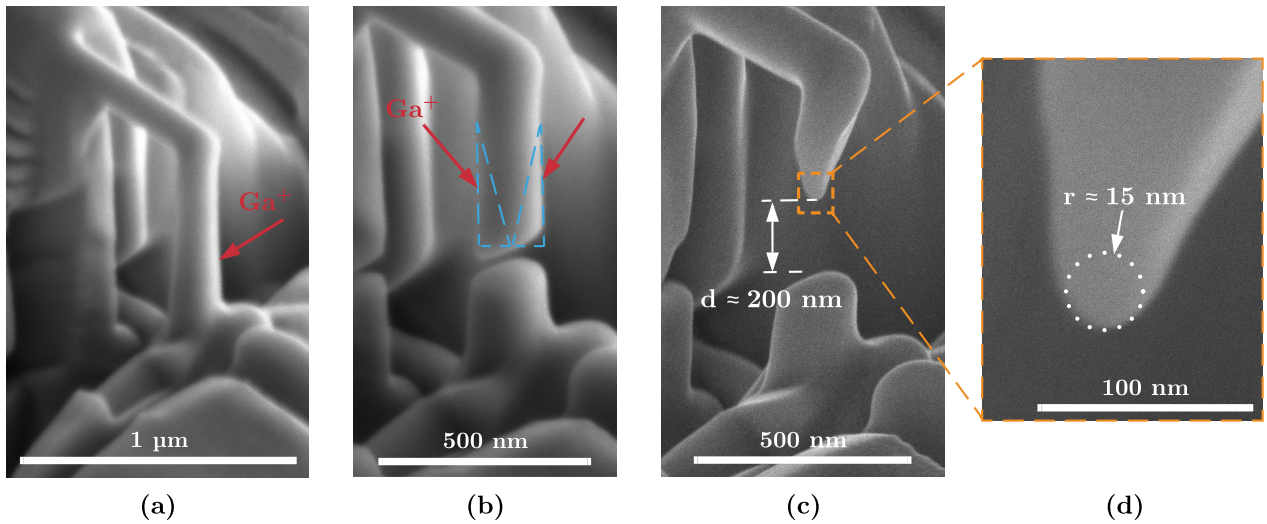 Ga⁺
1 µm
(a)
Ga⁺
500 nm
(b)
d ≈ 200 nm
500 nm
(c)
r ≈ 15 nm
100 nm
(d)